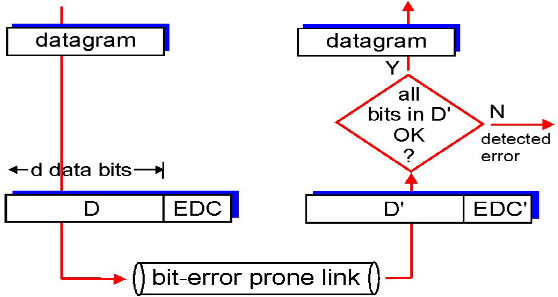 datagram
datagram
Y
all
bits in D'
OK
?
N
detected
error
d data bits
D
EDC
D'
EDC'
bit-error prone link